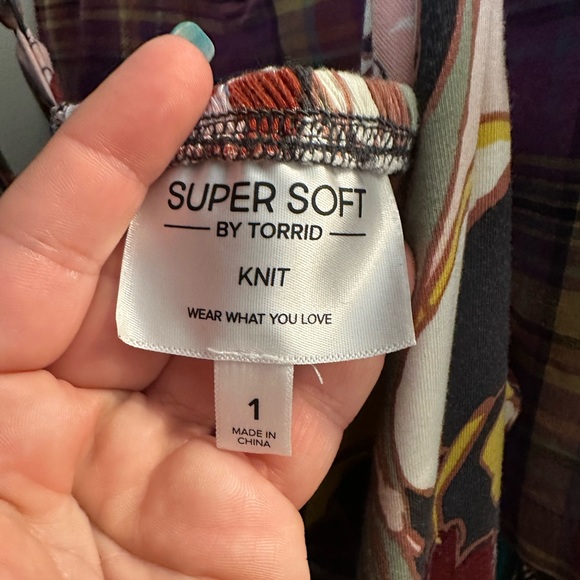 SUPER SOFT
BY TORRID
KNIT
WEAR WHAT YOU LOVE
1
MADE IN
CHINA